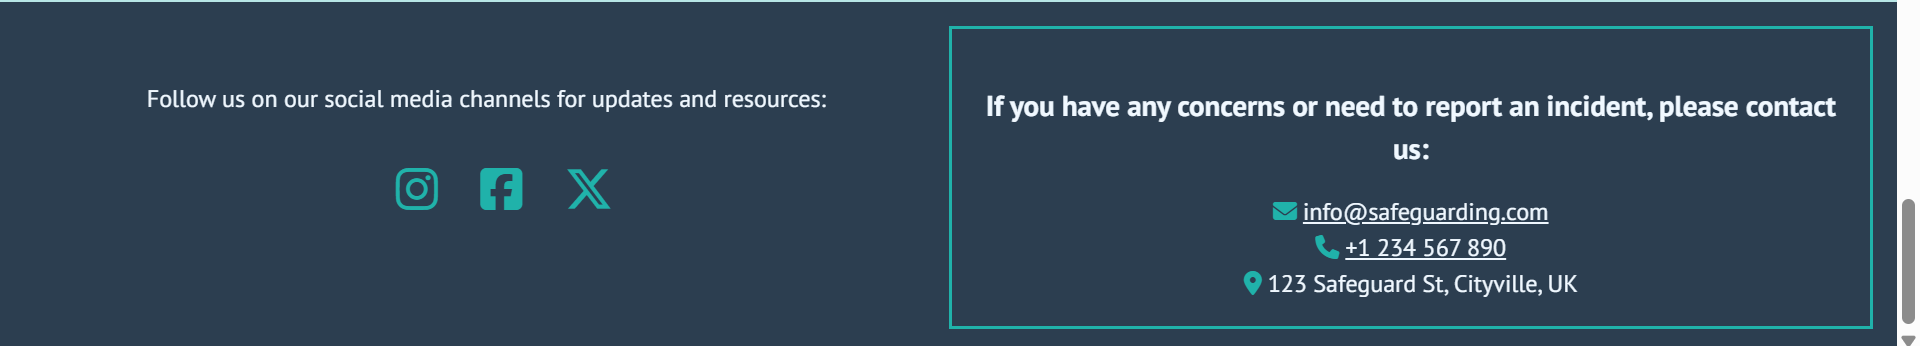 Follow us on our social media channels for updates and resources:
If you have any concerns or need to report an incident, please contact
us:
info@safeguarding.com
+1 234 567 890
123 Safeguard St, Cityville, UK